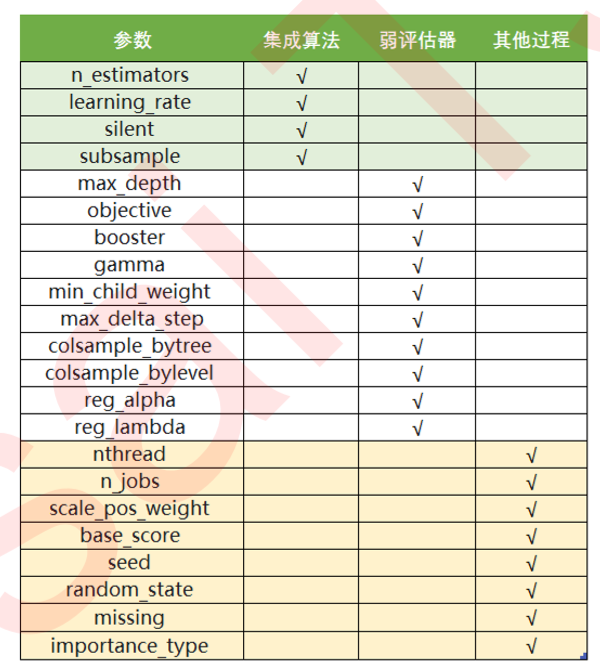 参数 集成算法 弱评估器 其他过程
n_estimators √
learning_rate √
silent √
subsample √
max_depth √
objective √
booster √
gamma √
min_child_weight √
max_delta_step √
colsample_bytree √
colsample_bylevel √
reg_alpha √
reg_lambda √
nthread √
n_jobs √
scale_pos_weight √
base_score √
seed √
random_state √
missing √
importance_type √